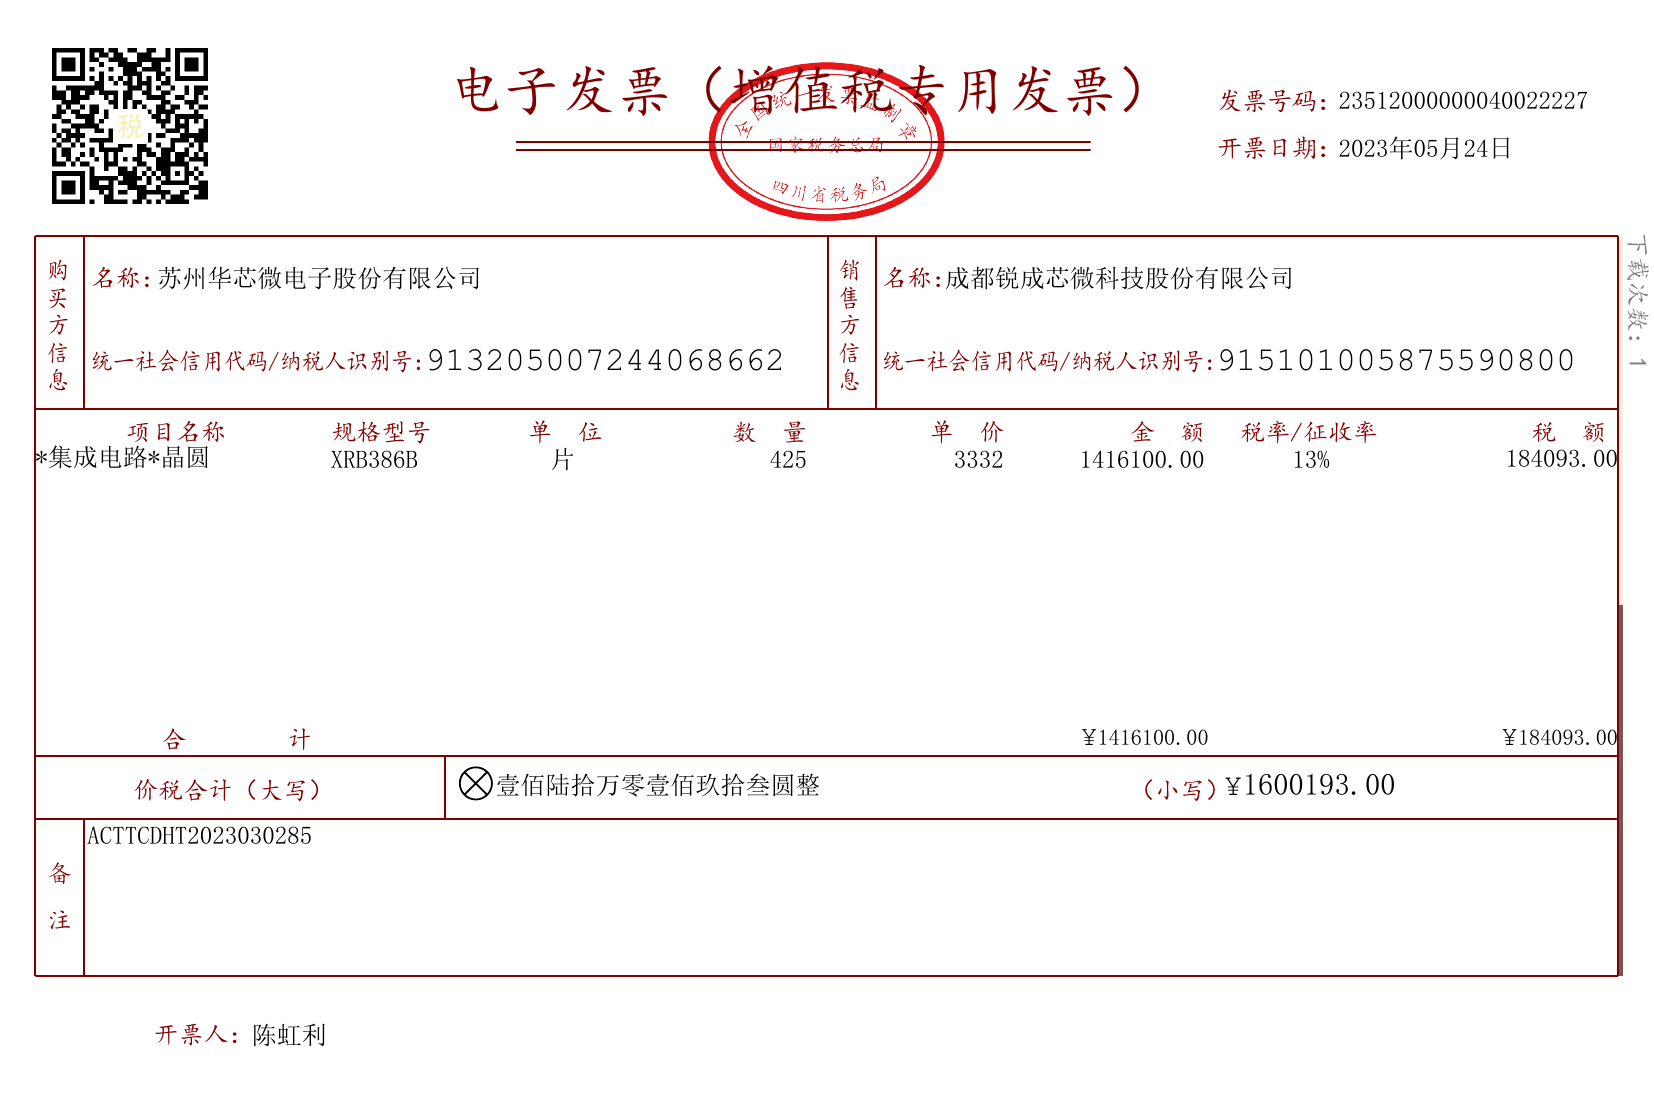 税
电子发票（增值税专用发票）
全国统一发票监制章
国家税务总局
四川省税务局
发票号码：23512000000040022227
开票日期：2023年05月24日
下载次数：1
购买方信息
名称：苏州华芯微电子股份有限公司
统一社会信用代码/纳税人识别号：913205007244068662
销售方信息
名称：成都锐成芯微科技股份有限公司
统一社会信用代码/纳税人识别号：915101005875590800
项目名称 规格型号 单位 数量 单价 金额 税率/征收率 税额
*集成电路*晶圆 XRB386B 片 425 3332 1416100.00 13% 184093.00
合计 ¥1416100.00 ¥184093.00
价税合计（大写） ⊗壹佰陆拾万零壹佰玖拾叁圆整 （小写）¥1600193.00
备注
ACTTCDHT2023030285
开票人：陈虹利